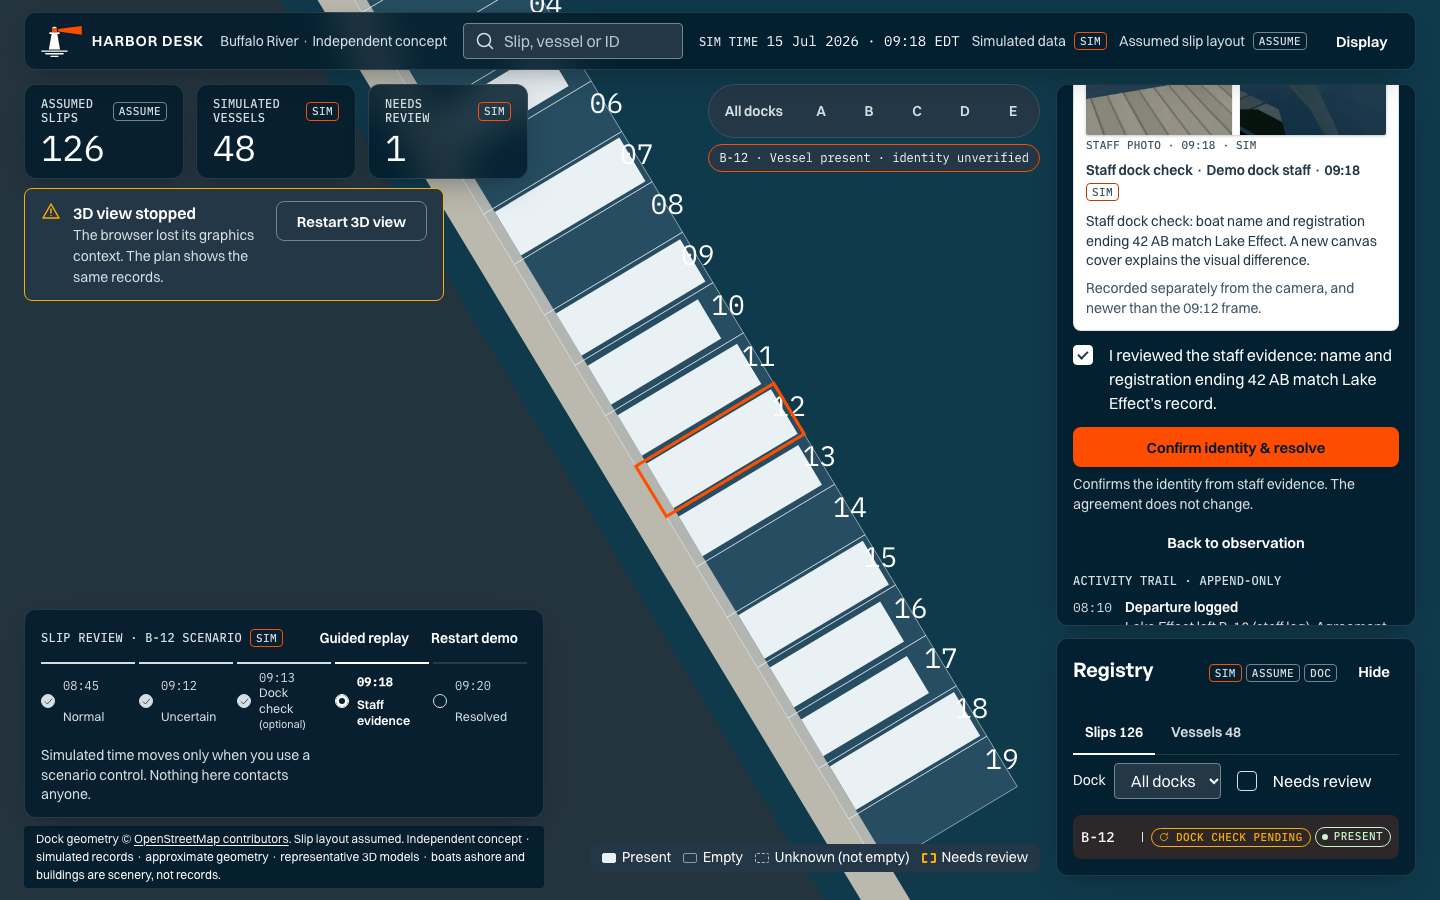 04
HARBOR DESK
Buffalo River · Independent concept
Slip, vessel or ID
SIM TIME 15 Jul 2026 · 09:18 EDT
Simulated data SIM
Assumed slip layout ASSUME
Display
ASSUMED SLIPS ASSUME
126
SIMULATED VESSELS SIM
48
NEEDS REVIEW SIM
1
3D view stopped
The browser lost its graphics
context. The plan shows the
same records.
Restart 3D view
All docks A B C D E
B-12 · Vessel present · identity unverified
06
07
08
09
10
11
12
13
14
15
16
17
18
19
STAFF PHOTO · 09:18 · SIM
Staff dock check · Demo dock staff · 09:18
SIM
Staff dock check: boat name and registration
ending 42 AB match Lake Effect. A new canvas
cover explains the visual difference.
Recorded separately from the camera, and
newer than the 09:12 frame.
I reviewed the staff evidence: name and
registration ending 42 AB match Lake
Effect's record.
Confirm identity & resolve
Confirms the identity from staff evidence. The
agreement does not change.
Back to observation
ACTIVITY TRAIL · APPEND-ONLY
08:10 Departure logged
Lake Effect left B-12 (staff log). Agreement
Registry SIM ASSUME DOC Hide
Slips 126 Vessels 48
Dock All docks Needs review
B-12 DOCK CHECK PENDING PRESENT
SLIP REVIEW · B-12 SCENARIO SIM Guided replay Restart demo
08:45
Normal
09:12
Uncertain
09:13
Dock
check
(optional)
09:18
Staff
evidence
09:20
Resolved
Simulated time moves only when you use a
scenario control. Nothing here contacts
anyone.
Dock geometry © OpenStreetMap contributors. Slip layout assumed. Independent concept ·
simulated records · approximate geometry · representative 3D models · boats ashore and
buildings are scenery, not records.
Present Empty Unknown (not empty) Needs review